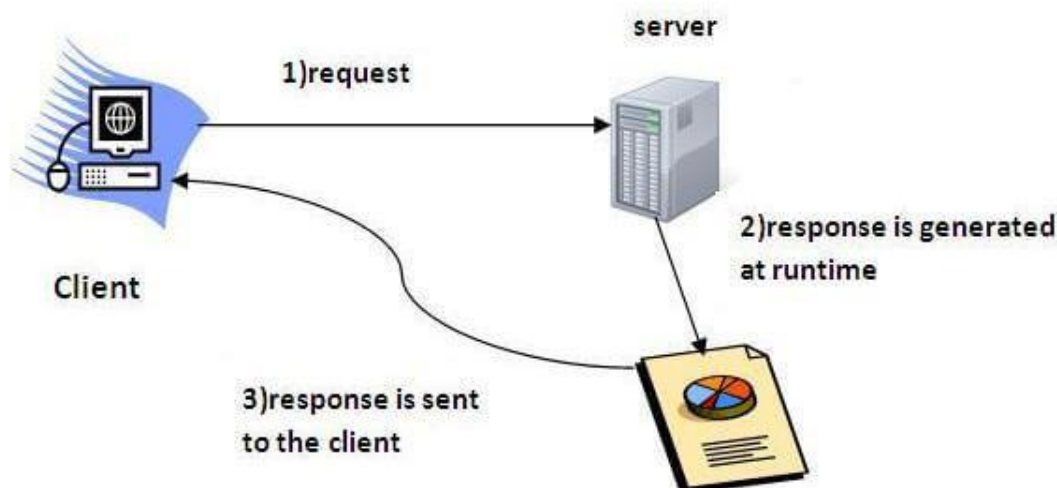 server
1)request
Client
2)response is generated
at runtime
3)response is sent
to the client